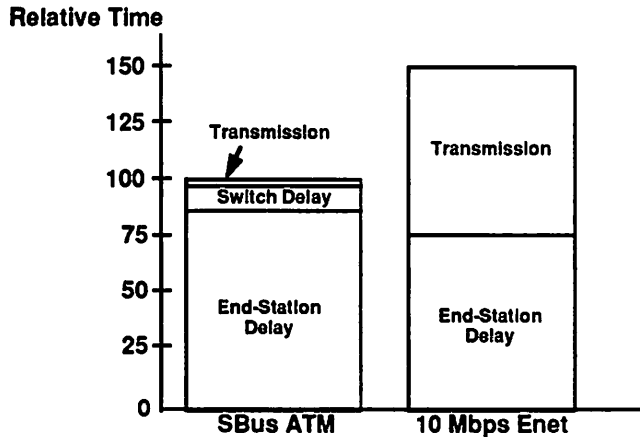 Relative Time
150
125
100
75
50
25
0
Transmission
Switch Delay
End-Station
Delay
Transmission
End-Station
Delay
SBus ATM
10 Mbps Enet